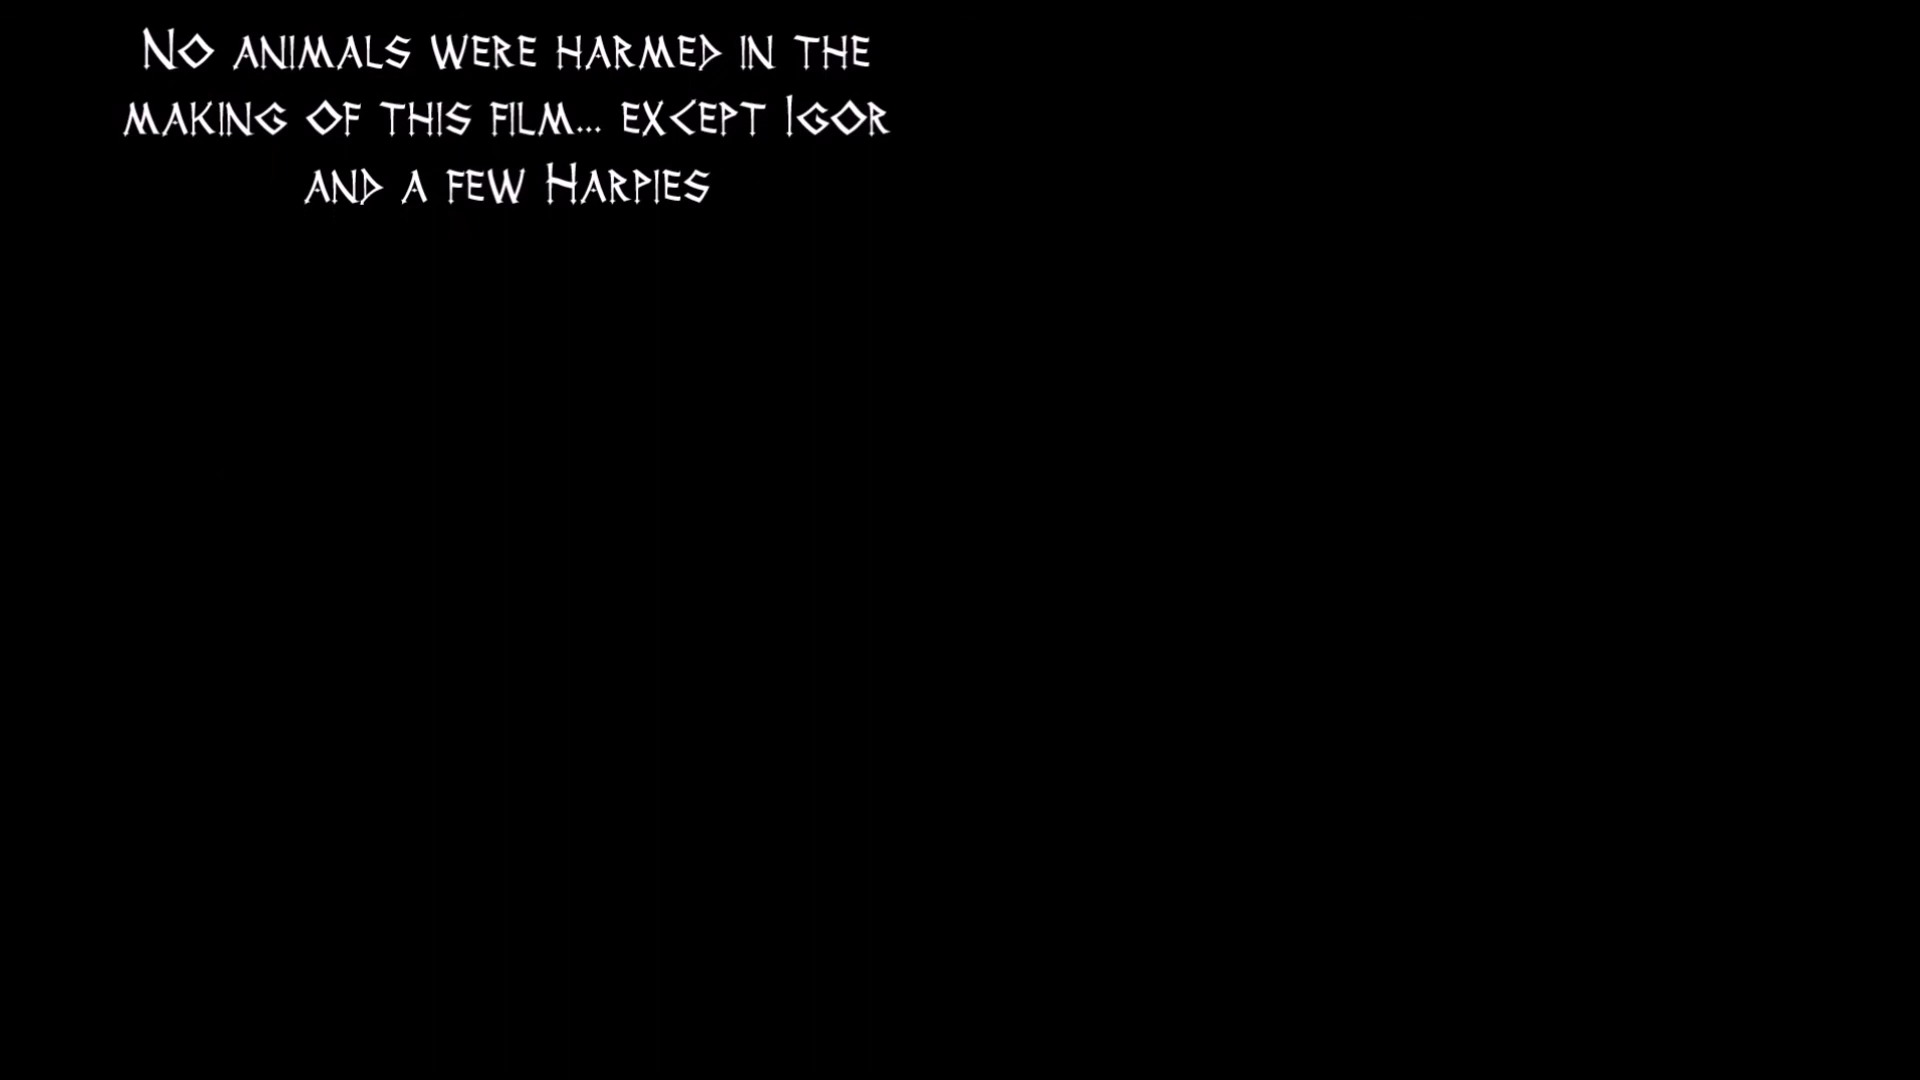 No animals were harmed in the
making of this film... except Igor
and a few Harpies